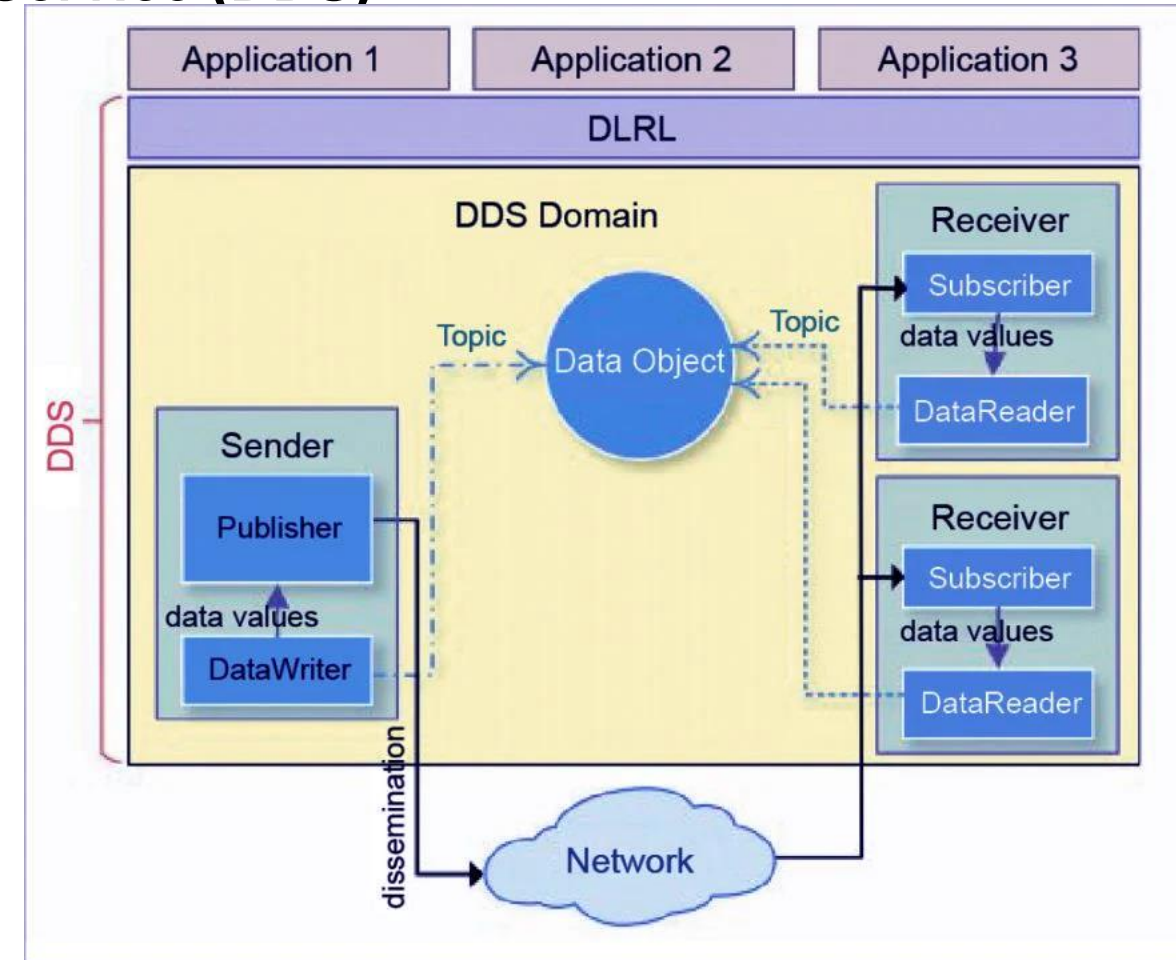 Application 1
Application 2
Application 3
DLRL
DDS Domain
DDS
Receiver
Subscriber
data values
DataReader
Topic
Data Object
Topic
Sender
Publisher
data values
DataWriter
Receiver
Subscriber
data values
DataReader
dissemination
Network